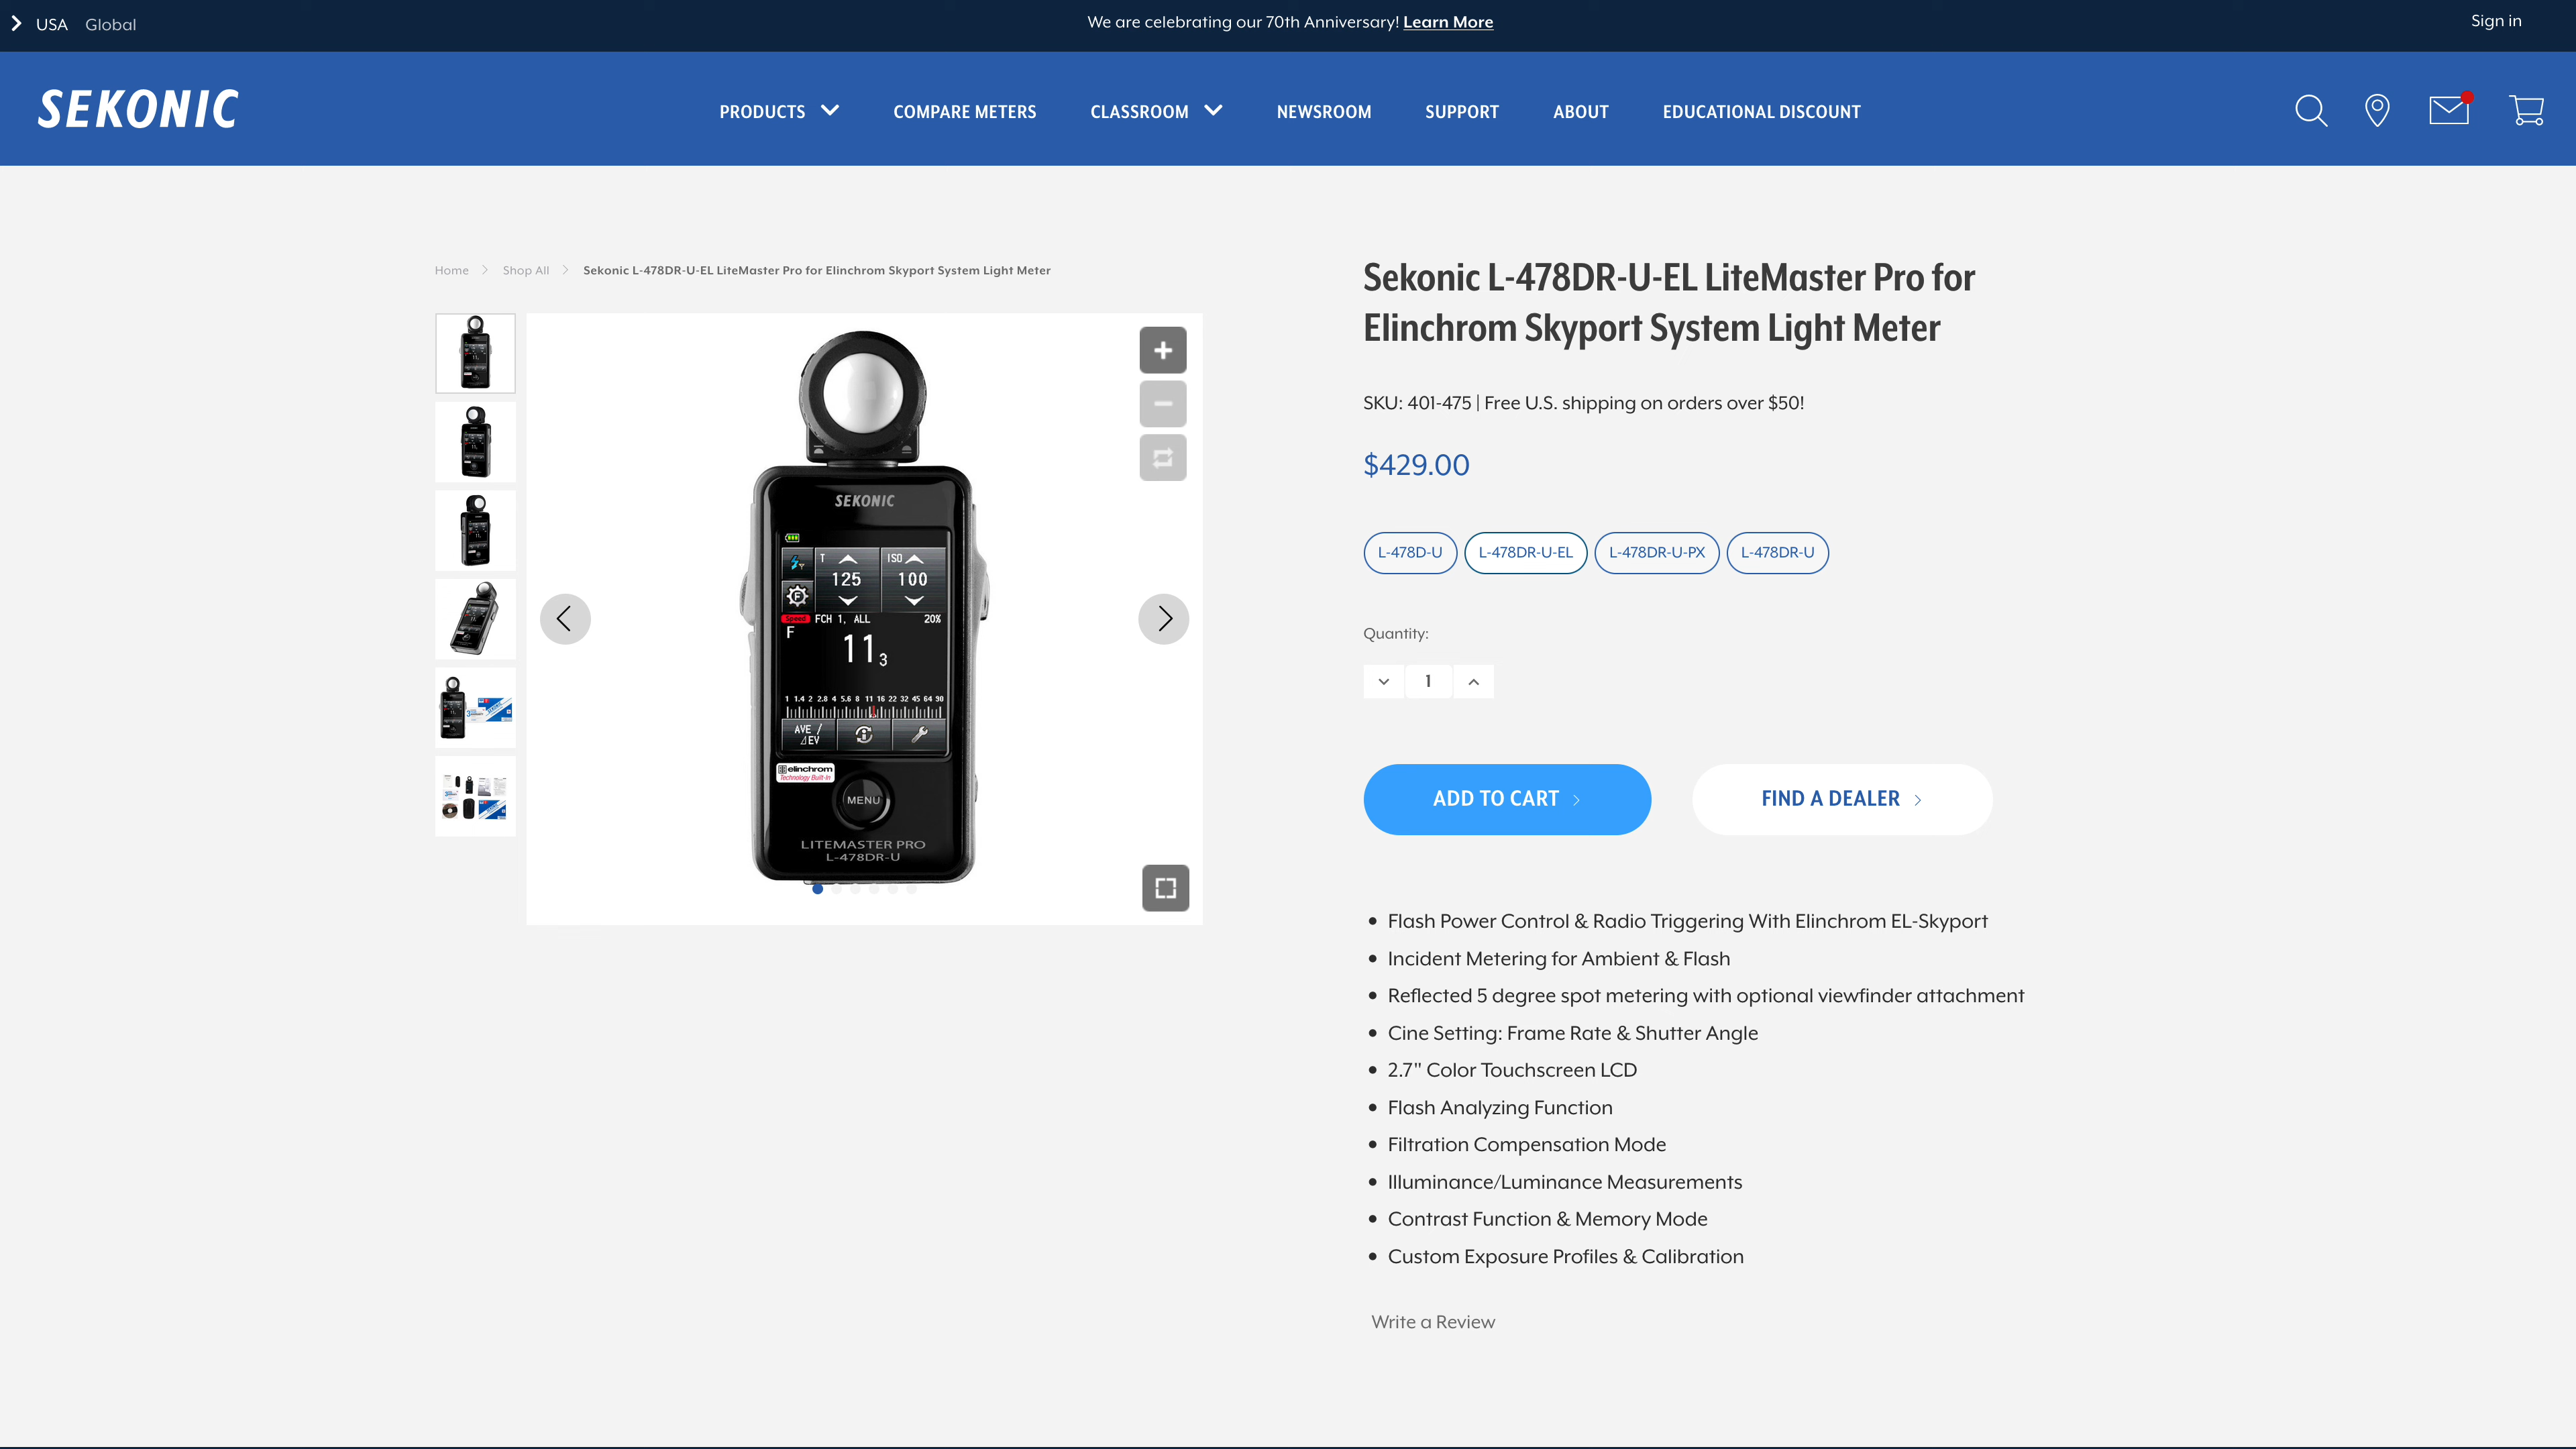 USA Global
We are celebrating our 70th Anniversary! Learn More
Sign in
SEKONIC
PRODUCTS
COMPARE METERS
CLASSROOM
NEWSROOM
SUPPORT
ABOUT
EDUCATIONAL DISCOUNT
Home > Shop All > Sekonic L-478DR-U-EL LiteMaster Pro for Elinchrom Skyport System Light Meter
SEKONIC
T ISO
125 100
Speed FCH 1, ALL 20%
F
11 3
1 1.4 2 2.8 4 5.6 8 11 16 22 32 45 64 90
AVE /
⊿EV
elinchrom
Technology Built-In
MENU
LITEMASTER PRO
L-478DR-U
Sekonic L-478DR-U-EL LiteMaster Pro for
Elinchrom Skyport System Light Meter
SKU: 401-475 | Free U.S. shipping on orders over $50!
$429.00
L-478D-U
L-478DR-U-EL
L-478DR-U-PX
L-478DR-U
Quantity:
1
ADD TO CART >
FIND A DEALER >
• Flash Power Control & Radio Triggering With Elinchrom EL-Skyport
• Incident Metering for Ambient & Flash
• Reflected 5 degree spot metering with optional viewfinder attachment
• Cine Setting: Frame Rate & Shutter Angle
• 2.7" Color Touchscreen LCD
• Flash Analyzing Function
• Filtration Compensation Mode
• Illuminance/Luminance Measurements
• Contrast Function & Memory Mode
• Custom Exposure Profiles & Calibration
Write a Review